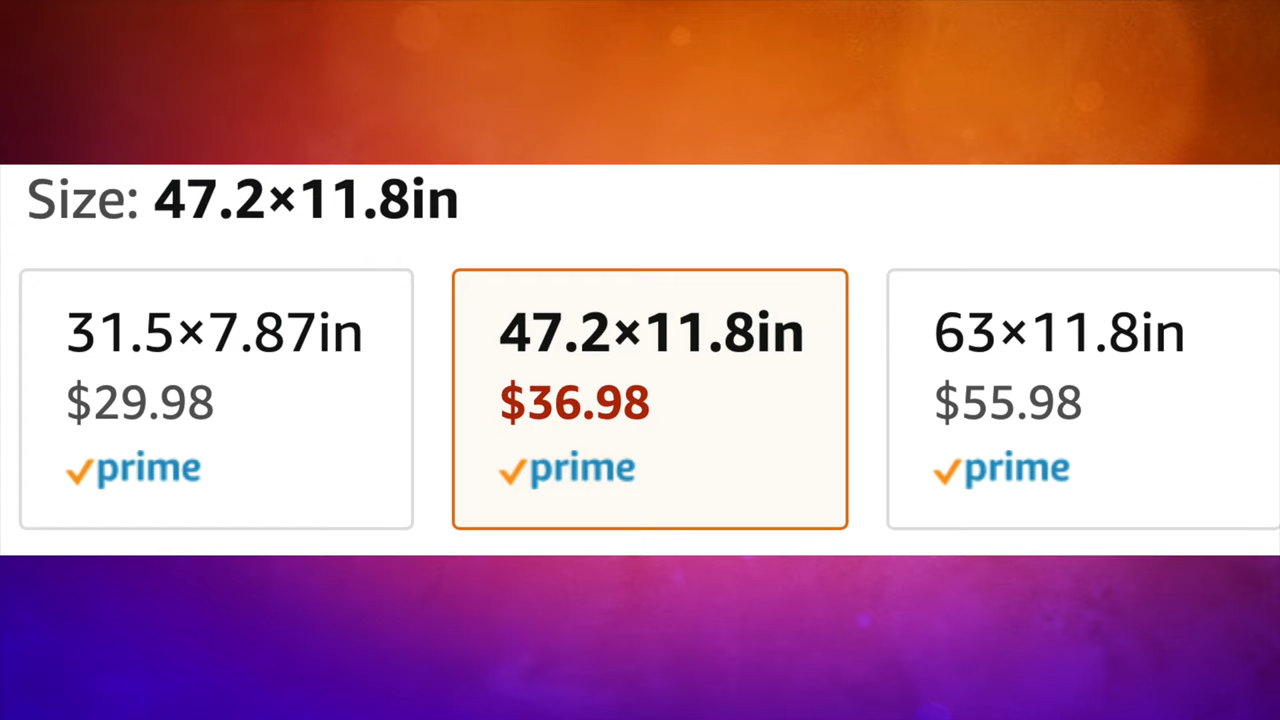 Size: 47.2×11.8in
31.5×7.87in
$29.98
prime
47.2×11.8in
$36.98
prime
63×11.8in
$55.98
prime